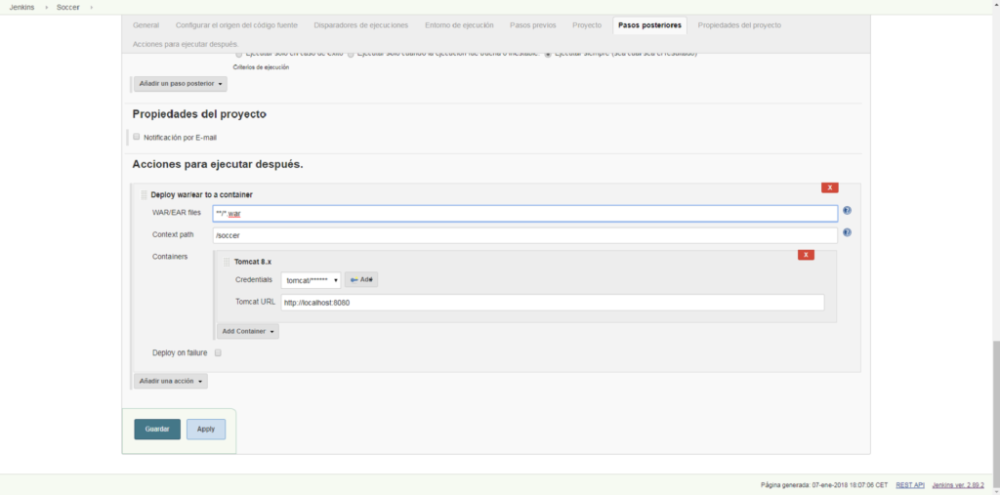 Jenkins › Soccer ›
General Configurar el origen del código fuente Disparadores de ejecuciones Entorno de ejecución Pasos previos Proyecto Pasos posteriores Propiedades del proyecto
Acciones para ejecutar después.
Ejecutar sólo en caso de éxito Ejecutar sólo cuando la ejecución fue buena o inestable. Ejecutar siempre (sea cual sea el resultado)
Criterios de ejecución
Añadir un paso posterior
Propiedades del proyecto
Notificación por E-mail
Acciones para ejecutar después.
X
Deploy war/ear to a container
WAR/EAR files **/*.war
Context path /soccer
Containers
X
Tomcat 8.x
Credentials tomcat/****** Add
Tomcat URL http://localhost:8080
Add Container
Deploy on failure
Añadir una acción
Guardar Apply
Página generada: 07-ene-2018 18:07:06 CET REST API Jenkins ver. 2.89.2